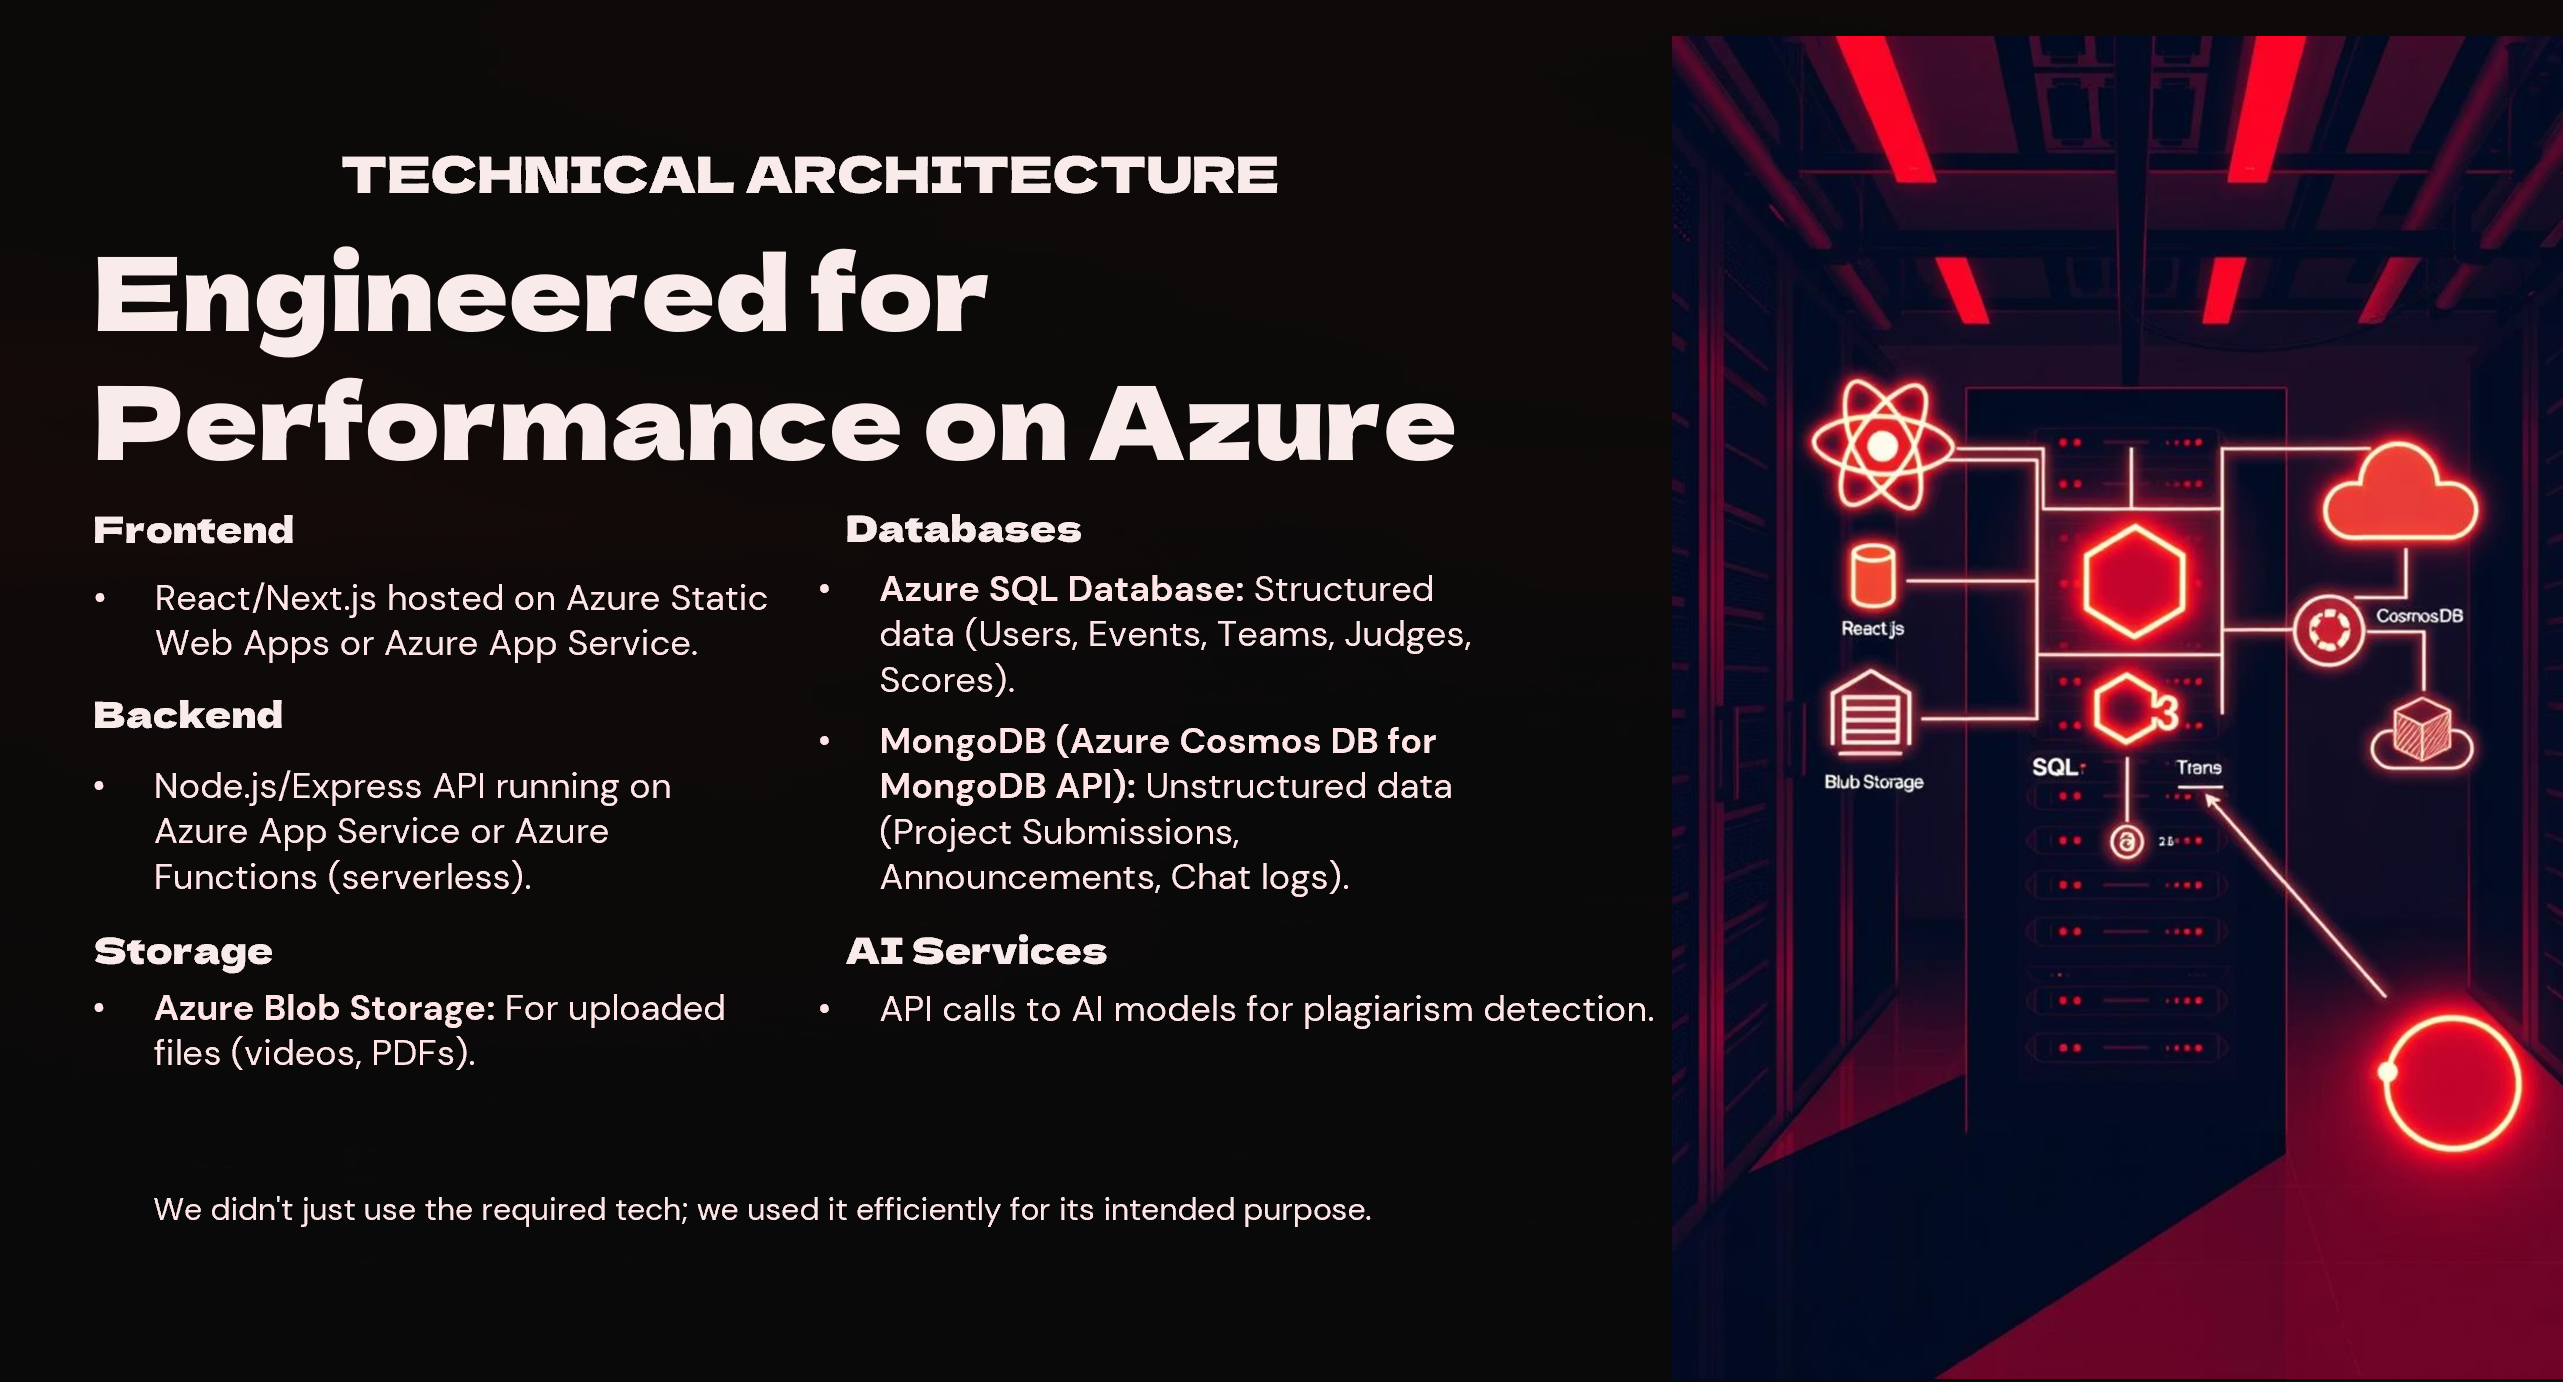 TECHNICAL ARCHITECTURE
Engineered for
Performance on Azure
Frontend
• React/Next.js hosted on Azure Static
Web Apps or Azure App Service.
Backend
• Node.js/Express API running on
Azure App Service or Azure
Functions (serverless).
Storage
• Azure Blob Storage: For uploaded
files (videos, PDFs).
Databases
• Azure SQL Database: Structured
data (Users, Events, Teams, Judges,
Scores).
• MongoDB (Azure Cosmos DB for
MongoDB API): Unstructured data
(Project Submissions,
Announcements, Chat logs).
AI Services
• API calls to AI models for plagiarism detection.
We didn't just use the required tech; we used it efficiently for its intended purpose.
React js
Blub Storage
CosmosDB
3
SQL
Trans